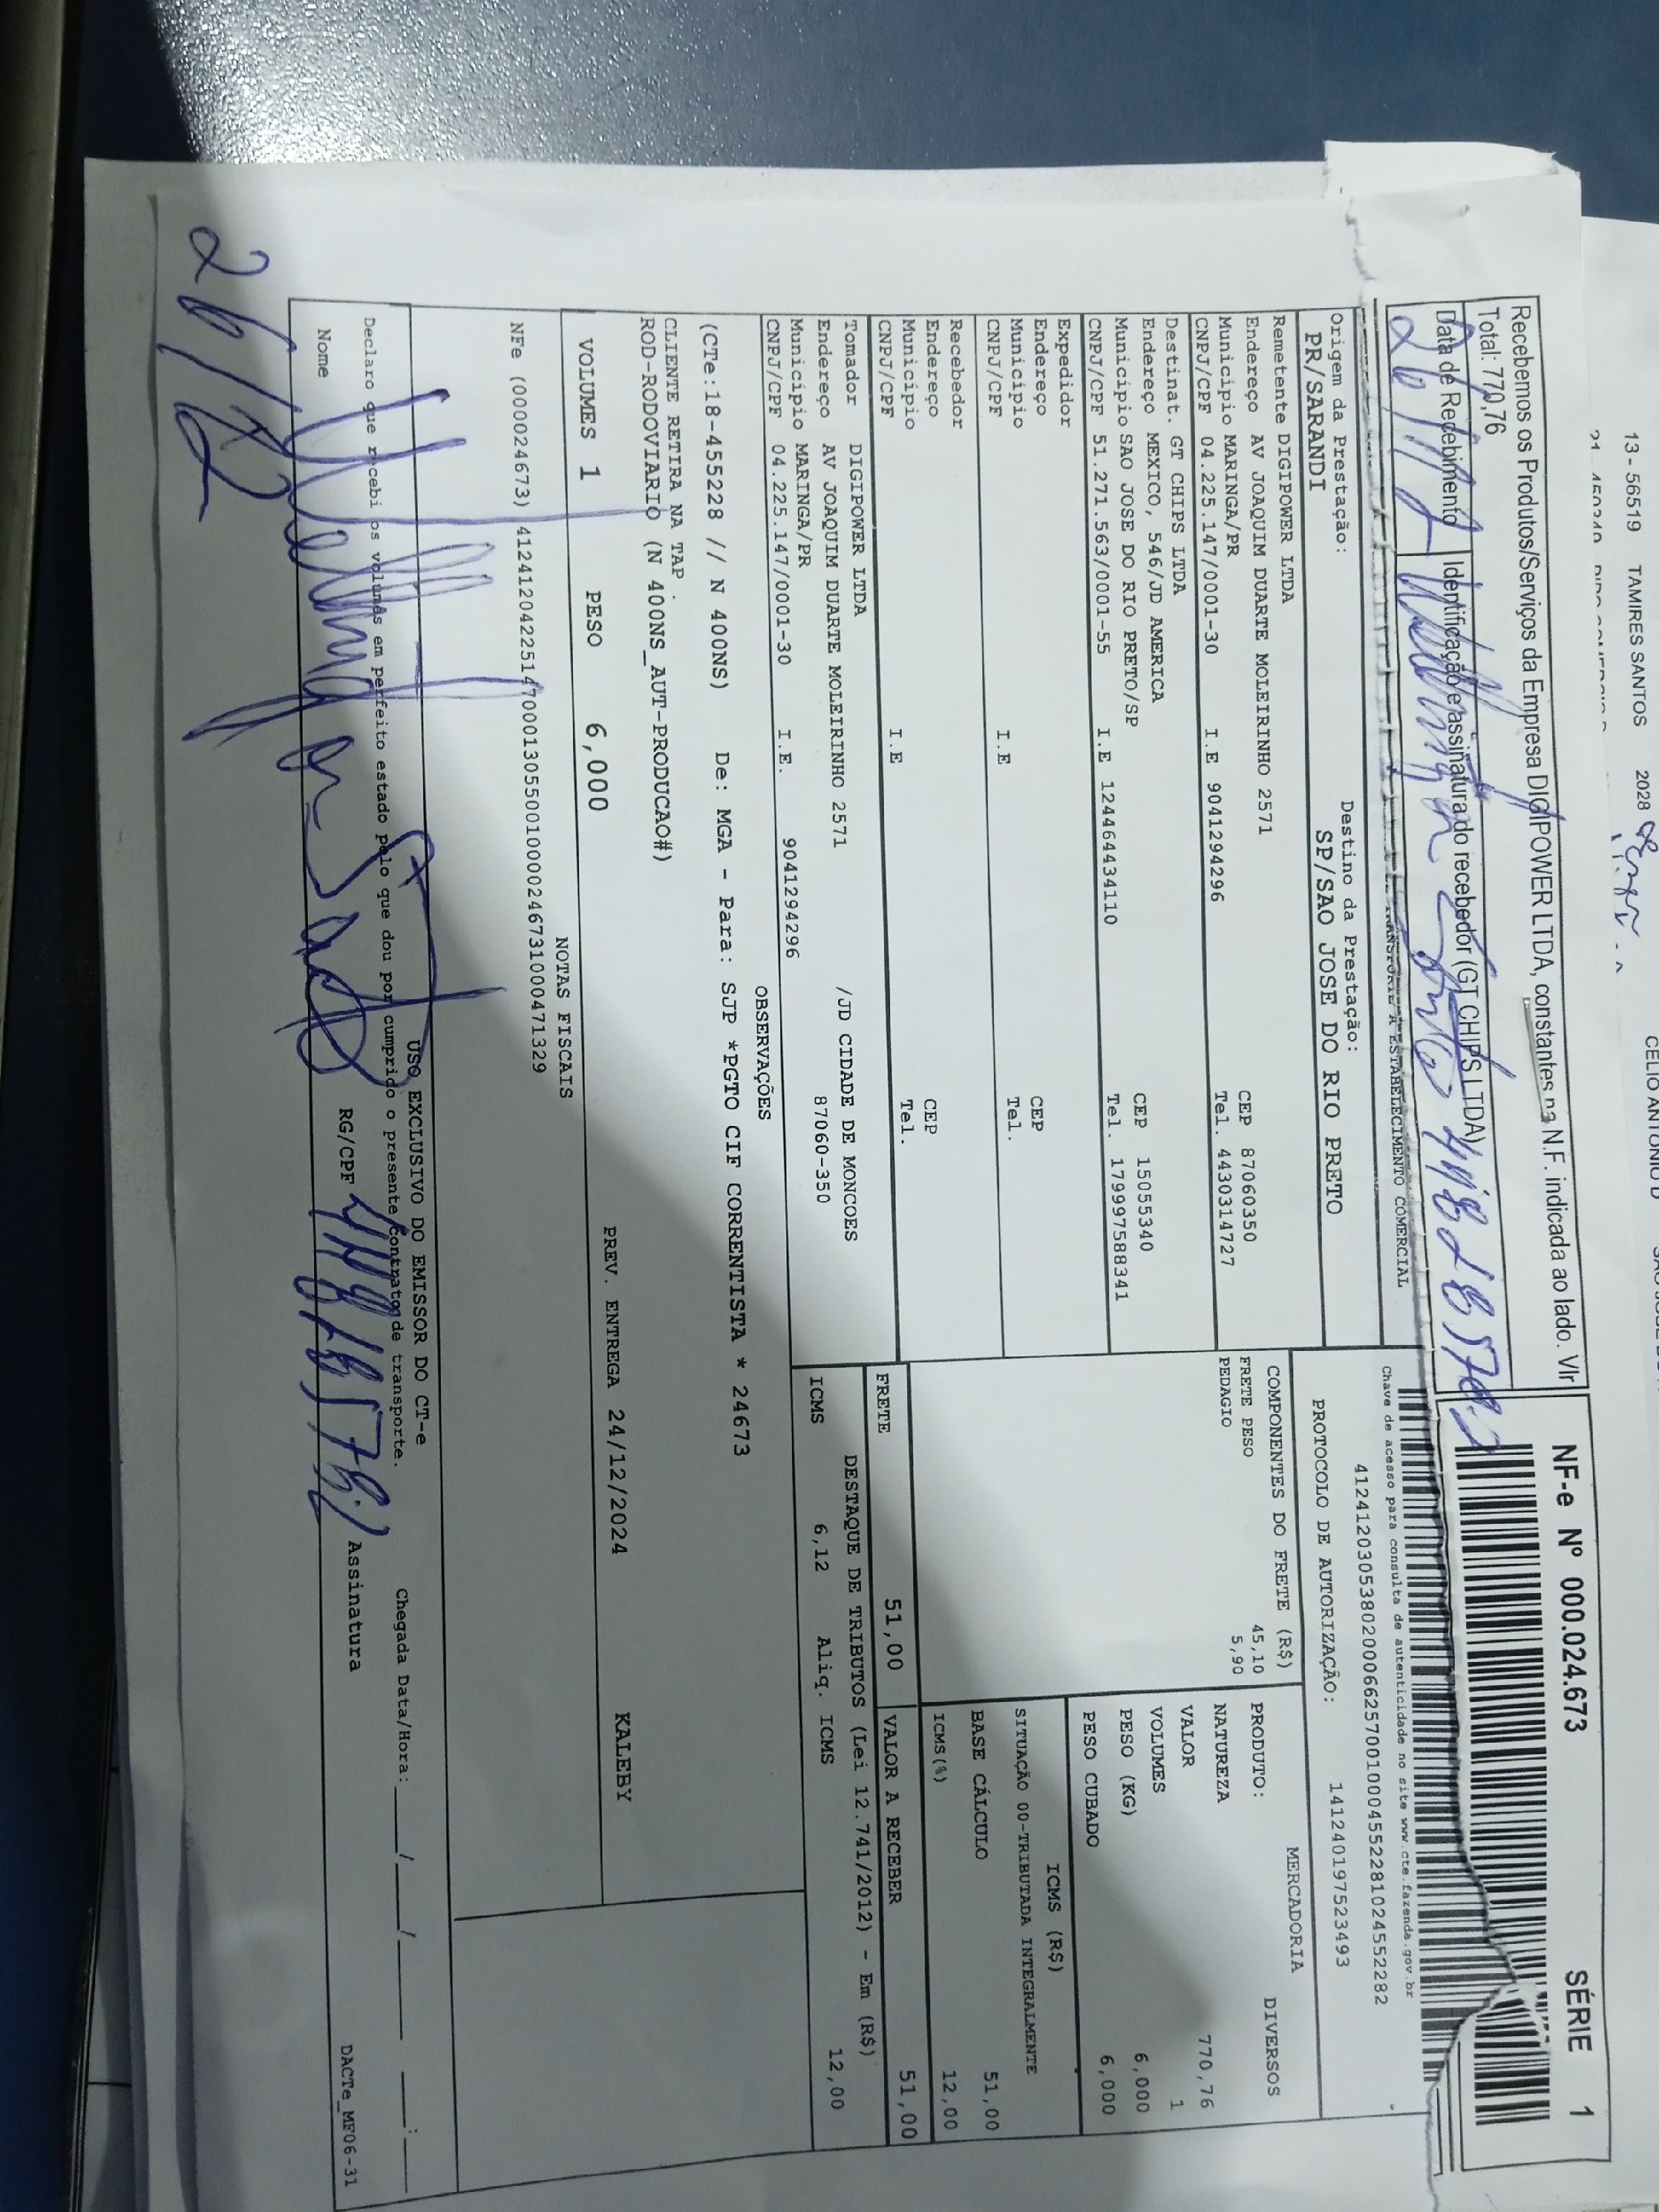 13- 56519 TAMIRES SANTOS 2028
CELIO ANTONIO D
Recebemos os Produtos/Serviços da Empresa DIGIPOWER LTDA, constantes na N.F. indicada ao lado. Vlr
Total: 770,76
Data de Recebimento
Identificação e assinatura do recebedor (GT CHIPS LTDA)
26/12
NF-e Nº 000.024.673 SÉRIE 1
TRANSPORTE A ESTABELECIMENTO COMERCIAL
Chave de acesso para consulta de autenticidade no site www.cte.fazenda.gov.br
41241203053802000662570010004552281024552282
Origem da Prestação: Destino da Prestação:
PR/SARANDI SP/SAO JOSE DO RIO PRETO
PROTOCOLO DE AUTORIZAÇÃO: 141240197523493
Remetente DIGIPOWER LTDA
Endereço AV JOAQUIM DUARTE MOLEIRINHO 2571 CEP 87060350
Município MARINGA/PR Tel. 4430314727
CNPJ/CPF 04.225.147/0001-30 I.E 9041294296
Destinat. GT CHIPS LTDA
Endereço MEXICO, 546/JD AMERICA CEP 15055340
Município SAO JOSE DO RIO PRETO/SP Tel. 179997588341
CNPJ/CPF 51.271.563/0001-55 I.E 124464434110
Expedidor
Endereço CEP
Município Tel.
CNPJ/CPF I.E
Recebedor
Endereço CEP
Município Tel.
CNPJ/CPF I.E
Tomador DIGIPOWER LTDA
Endereço AV JOAQUIM DUARTE MOLEIRINHO 2571 /JD CIDADE DE MONCOES
Município MARINGA/PR 87060-350
CNPJ/CPF 04.225.147/0001-30 I.E. 9041294296
COMPONENTES DO FRETE (R$)
FRETE PESO 45,10
PEDAGIO 5,90
MERCADORIA
PRODUTO: DIVERSOS
NATUREZA
VALOR 770,76
VOLUMES 1
PESO (KG) 6,000
PESO CUBADO 6,000
ICMS (R$)
SITUAÇÃO 00-TRIBUTADA INTEGRALMENTE
BASE CÁLCULO 51,00
ICMS(%) 12,00
FRETE 51,00 VALOR A RECEBER 51,00
DESTAQUE DE TRIBUTOS (Lei 12.741/2012) - Em (R$)
ICMS 6,12 Aliq. ICMS 12,00
OBSERVAÇÕES
(CTe:18-455228 // N 400NS) De: MGA - Para: SJP *PGTO CIF CORRENTISTA * 24673
CLIENTE RETIRA NA TAP.
ROD-RODOVIARIO (N 400NS_AUT-PRODUCAO#)
VOLUMES 1 PESO 6,000 PREV. ENTREGA 24/12/2024 KALEBY
NOTAS FISCAIS
NFe (000024673) 41241204225147000130550010000246731000471329
USO EXCLUSIVO DO EMISSOR DO CT-e
Declaro que recebi os volumes em perfeito estado pelo que dou por cumprido o presente contrato de transporte.
Chegada Data/Hora: ___/___/_____ ___:___
Nome RG/CPF Assinatura
DACTe_MF06-31
26/12